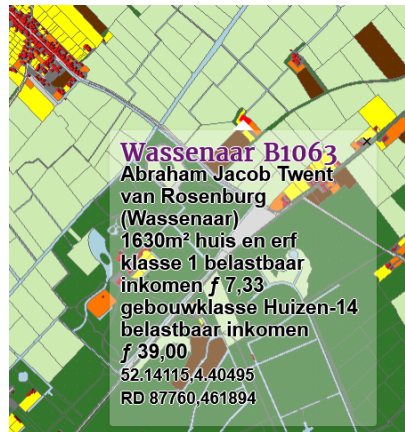 Wassenaar B1063
Abraham Jacob Twent
van Rosenburg
(Wassenaar)
1630m² huis en erf
klasse 1 belastbaar
inkomen ƒ 7,33
gebouwklasse Huizen-14
belastbaar inkomen
ƒ 39,00
52.14115,4.40495
RD 87760,461894